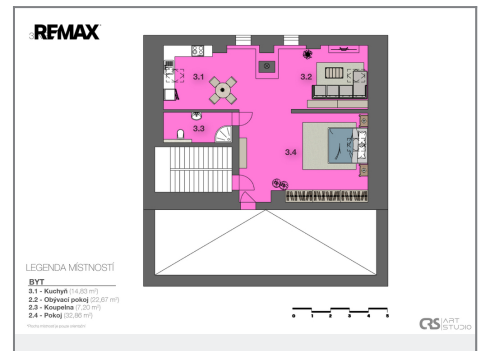 3 RE/MAX
3.1
3.2
3.3
3.4
LEGENDA MÍSTNOSTÍ
BYT
3.1 - Kuchyň (14,83 m²)
2.2 - Obývací pokoj (22,67 m²)
2.3 - Koupelna (7,20 m²)
2.4 - Pokoj (32,86 m²)
0 1 2 3 4 5
CRS ART
STUDIO